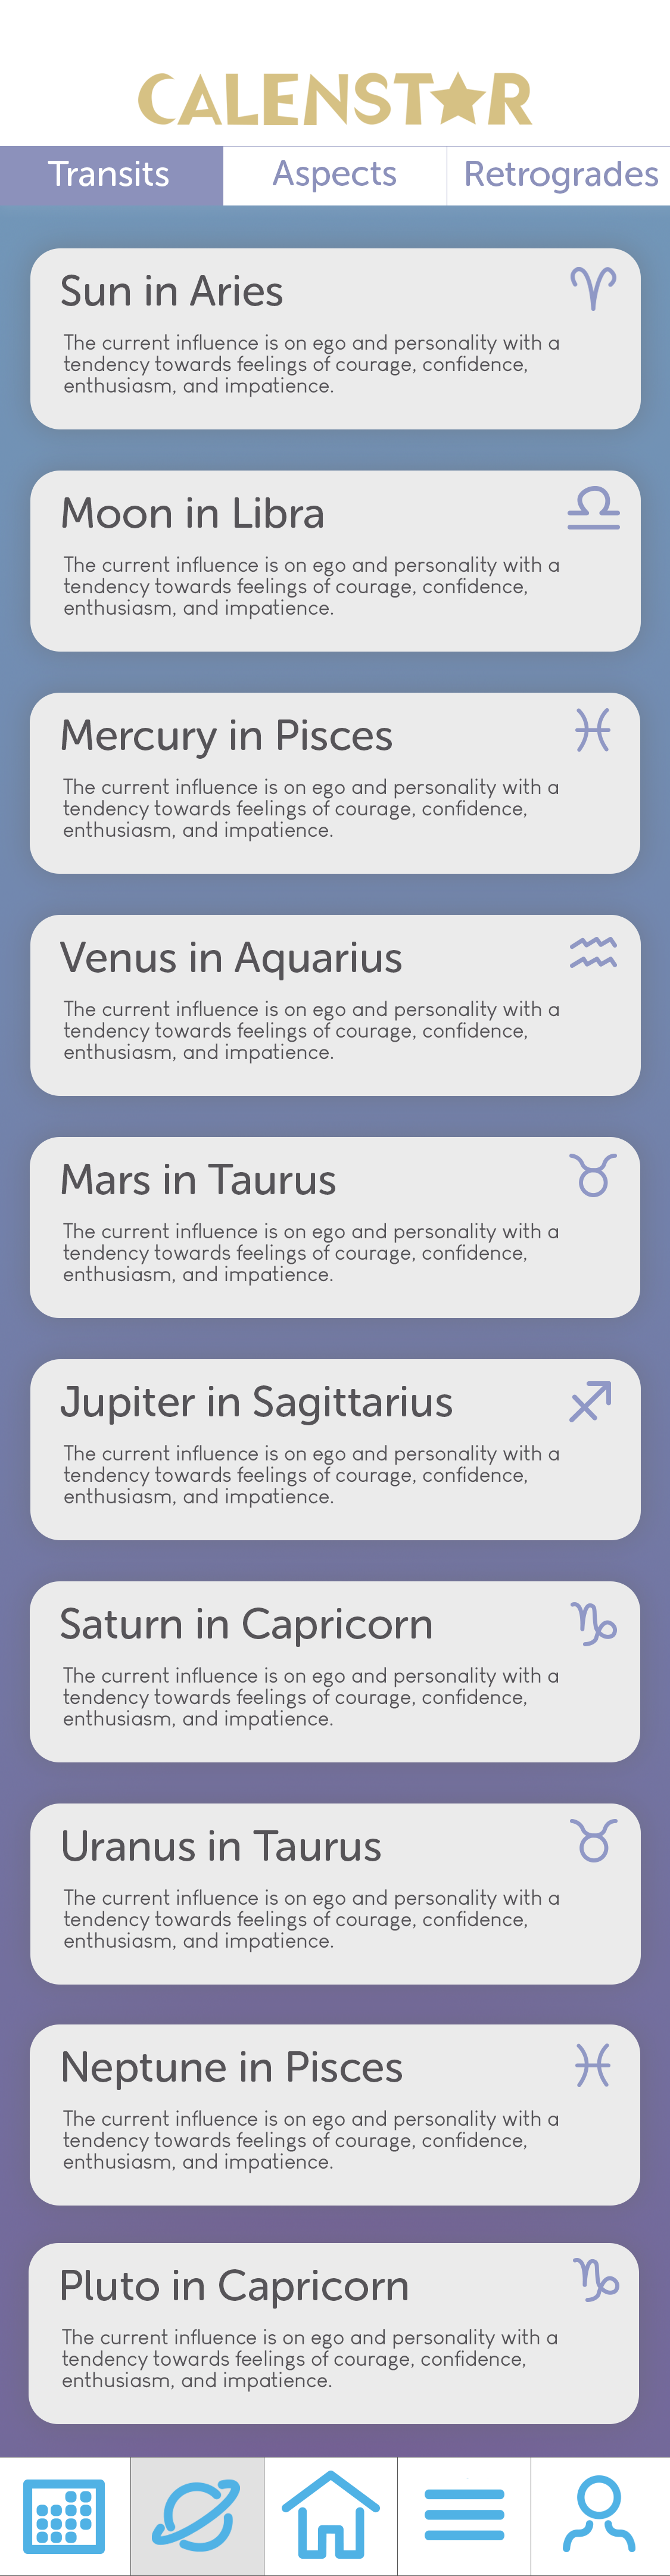 CALENSTAR
Transits Aspects Retrogrades
Sun in Aries
The current influence is on ego and personality with a
tendency towards feelings of courage, confidence,
enthusiasm, and impatience.
Moon in Libra
The current influence is on ego and personality with a
tendency towards feelings of courage, confidence,
enthusiasm, and impatience.
Mercury in Pisces
The current influence is on ego and personality with a
tendency towards feelings of courage, confidence,
enthusiasm, and impatience.
Venus in Aquarius
The current influence is on ego and personality with a
tendency towards feelings of courage, confidence,
enthusiasm, and impatience.
Mars in Taurus
The current influence is on ego and personality with a
tendency towards feelings of courage, confidence,
enthusiasm, and impatience.
Jupiter in Sagittarius
The current influence is on ego and personality with a
tendency towards feelings of courage, confidence,
enthusiasm, and impatience.
Saturn in Capricorn
The current influence is on ego and personality with a
tendency towards feelings of courage, confidence,
enthusiasm, and impatience.
Uranus in Taurus
The current influence is on ego and personality with a
tendency towards feelings of courage, confidence,
enthusiasm, and impatience.
Neptune in Pisces
The current influence is on ego and personality with a
tendency towards feelings of courage, confidence,
enthusiasm, and impatience.
Pluto in Capricorn
The current influence is on ego and personality with a
tendency towards feelings of courage, confidence,
enthusiasm, and impatience.